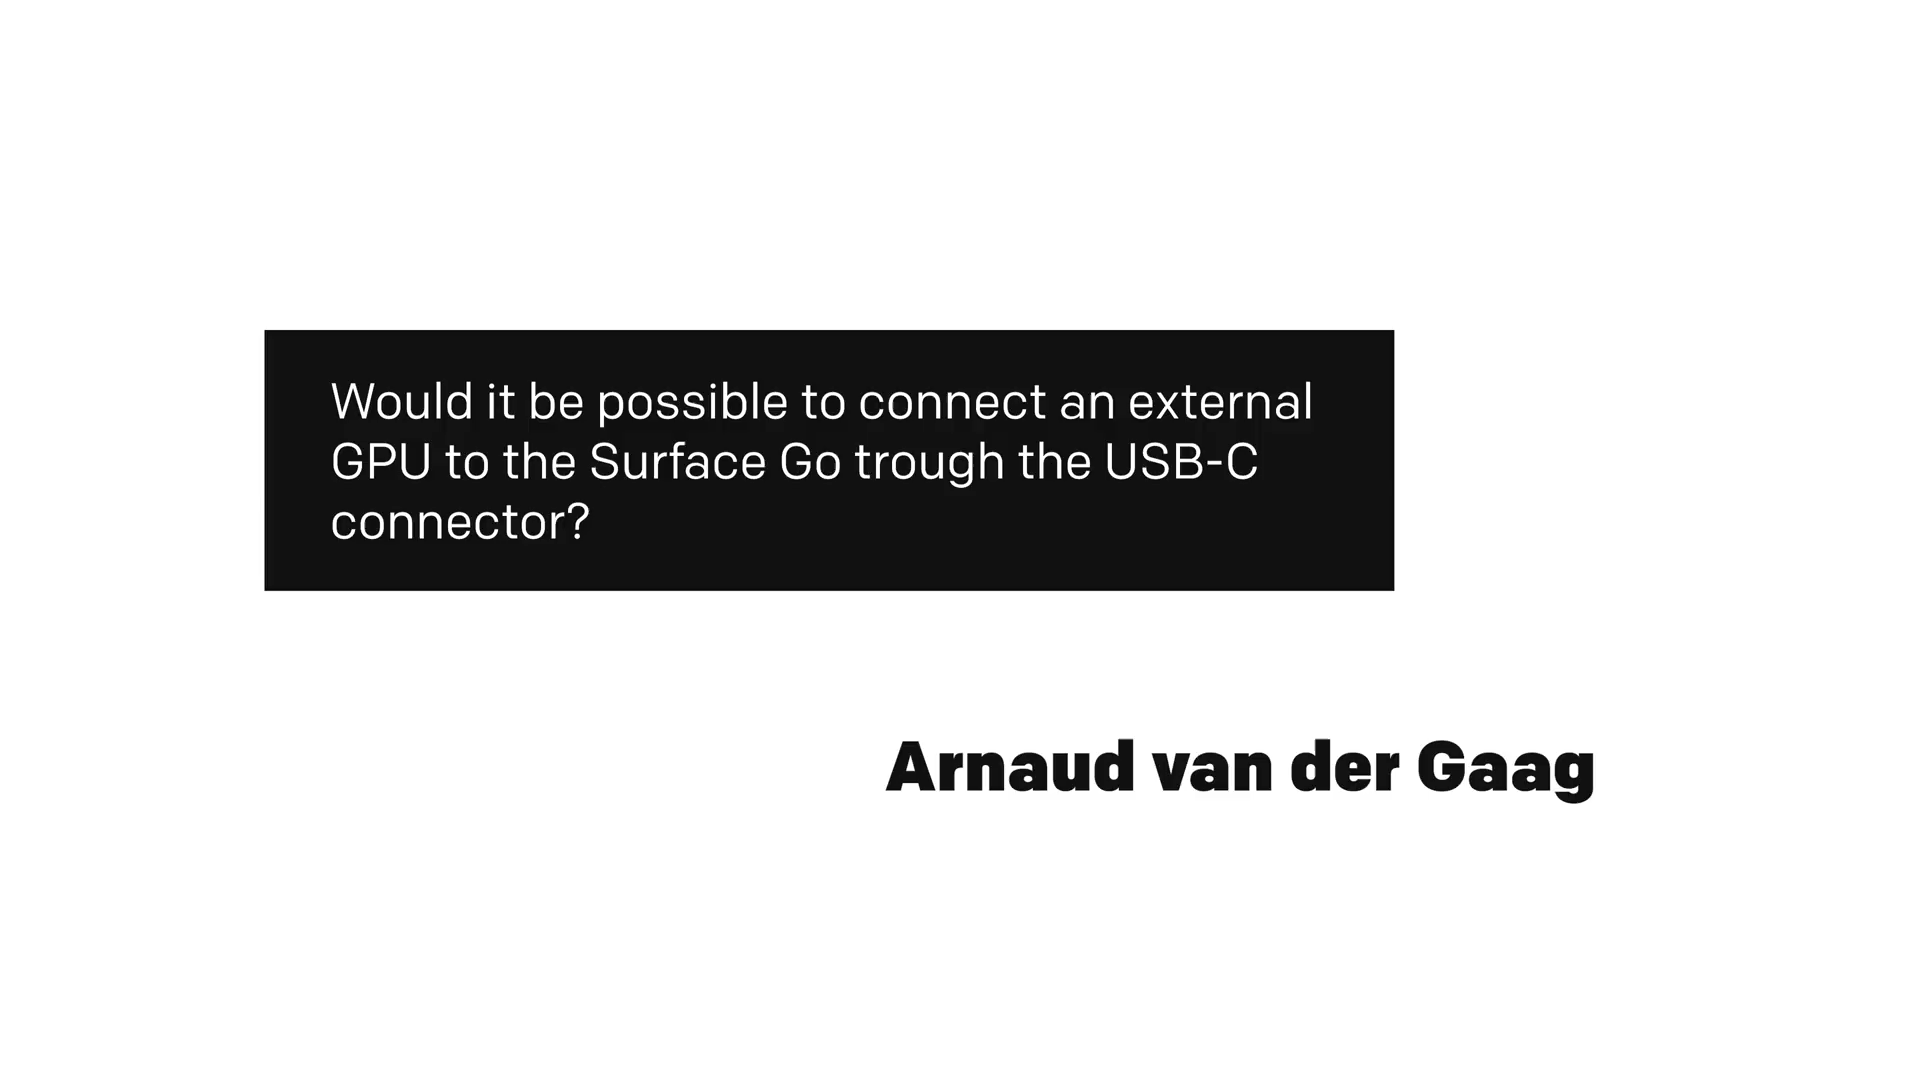 Would it be possible to connect an external
GPU to the Surface Go trough the USB-C
connector?
Arnaud van der Gaag